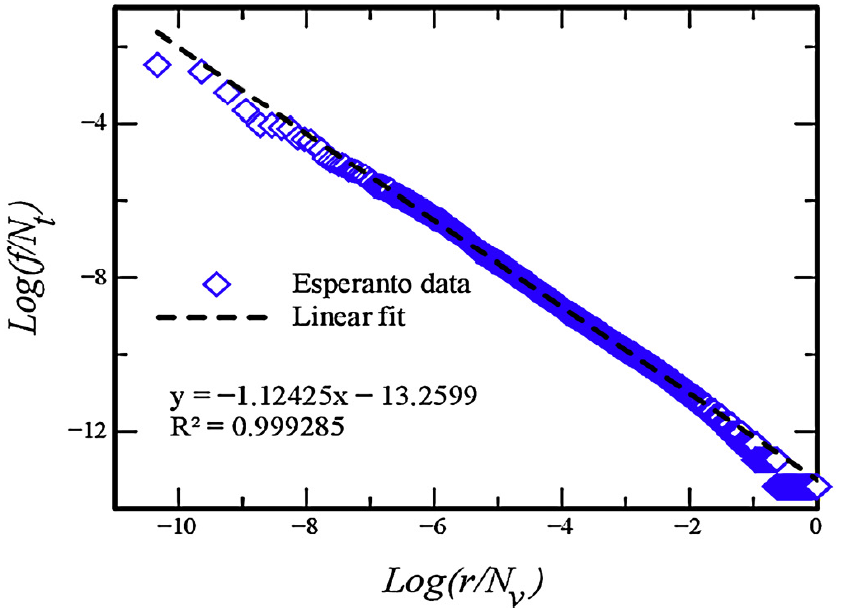 −4
−8
−12
Log(f/Nt)
Esperanto data
Linear fit
y = −1.12425x − 13.2599
R² = 0.999285
−10 −8 −6 −4 −2 0
Log(r/Nv)